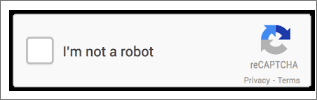 I'm not a robot
reCAPTCHA
Privacy - Terms